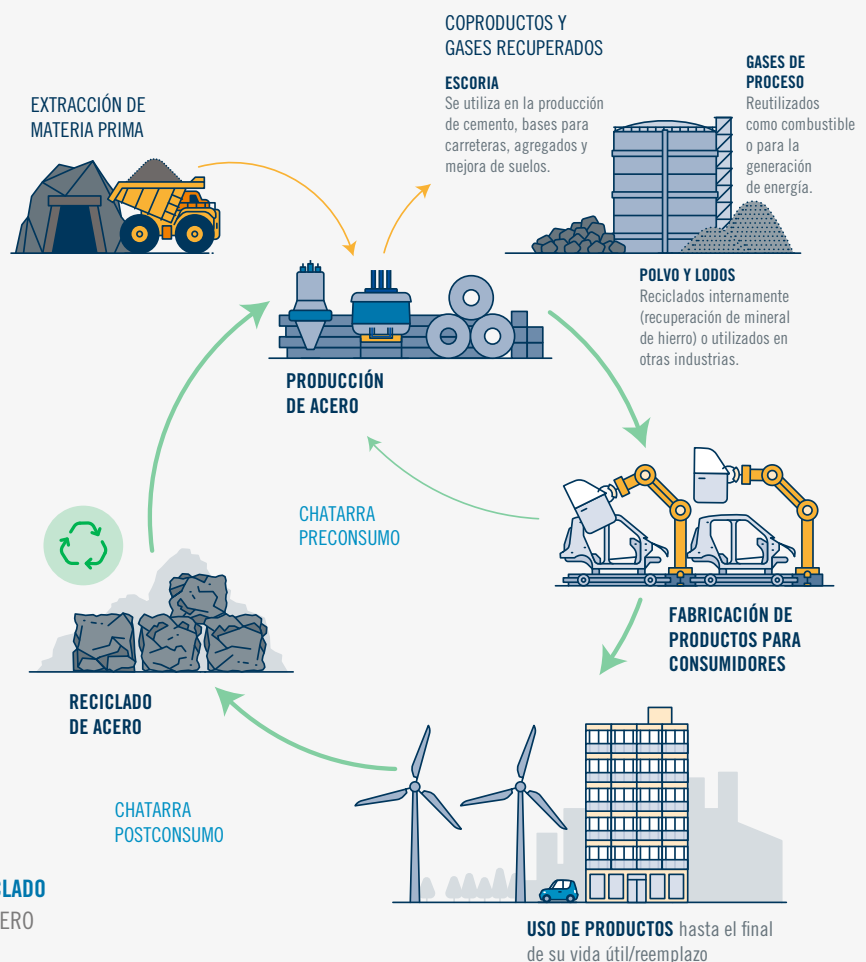 COPRODUCTOS Y
GASES RECUPERADOS
ESCORIA
Se utiliza en la producción
de cemento, bases para
carreteras, agregados y
mejora de suelos.
GASES DE
PROCESO
Reutilizados
como combustible
o para la
generación
de energía.
EXTRACCIÓN DE
MATERIA PRIMA
POLVO Y LODOS
Reciclados internamente
(recuperación de mineral
de hierro) o utilizados en
otras industrias.
PRODUCCIÓN
DE ACERO
CHATARRA
PRECONSUMO
FABRICACIÓN DE
PRODUCTOS PARA
CONSUMIDORES
RECICLADO
DE ACERO
CHATARRA
POSTCONSUMO
CLADO
ERO
USO DE PRODUCTOS hasta el final
de su vida útil/reemplazo